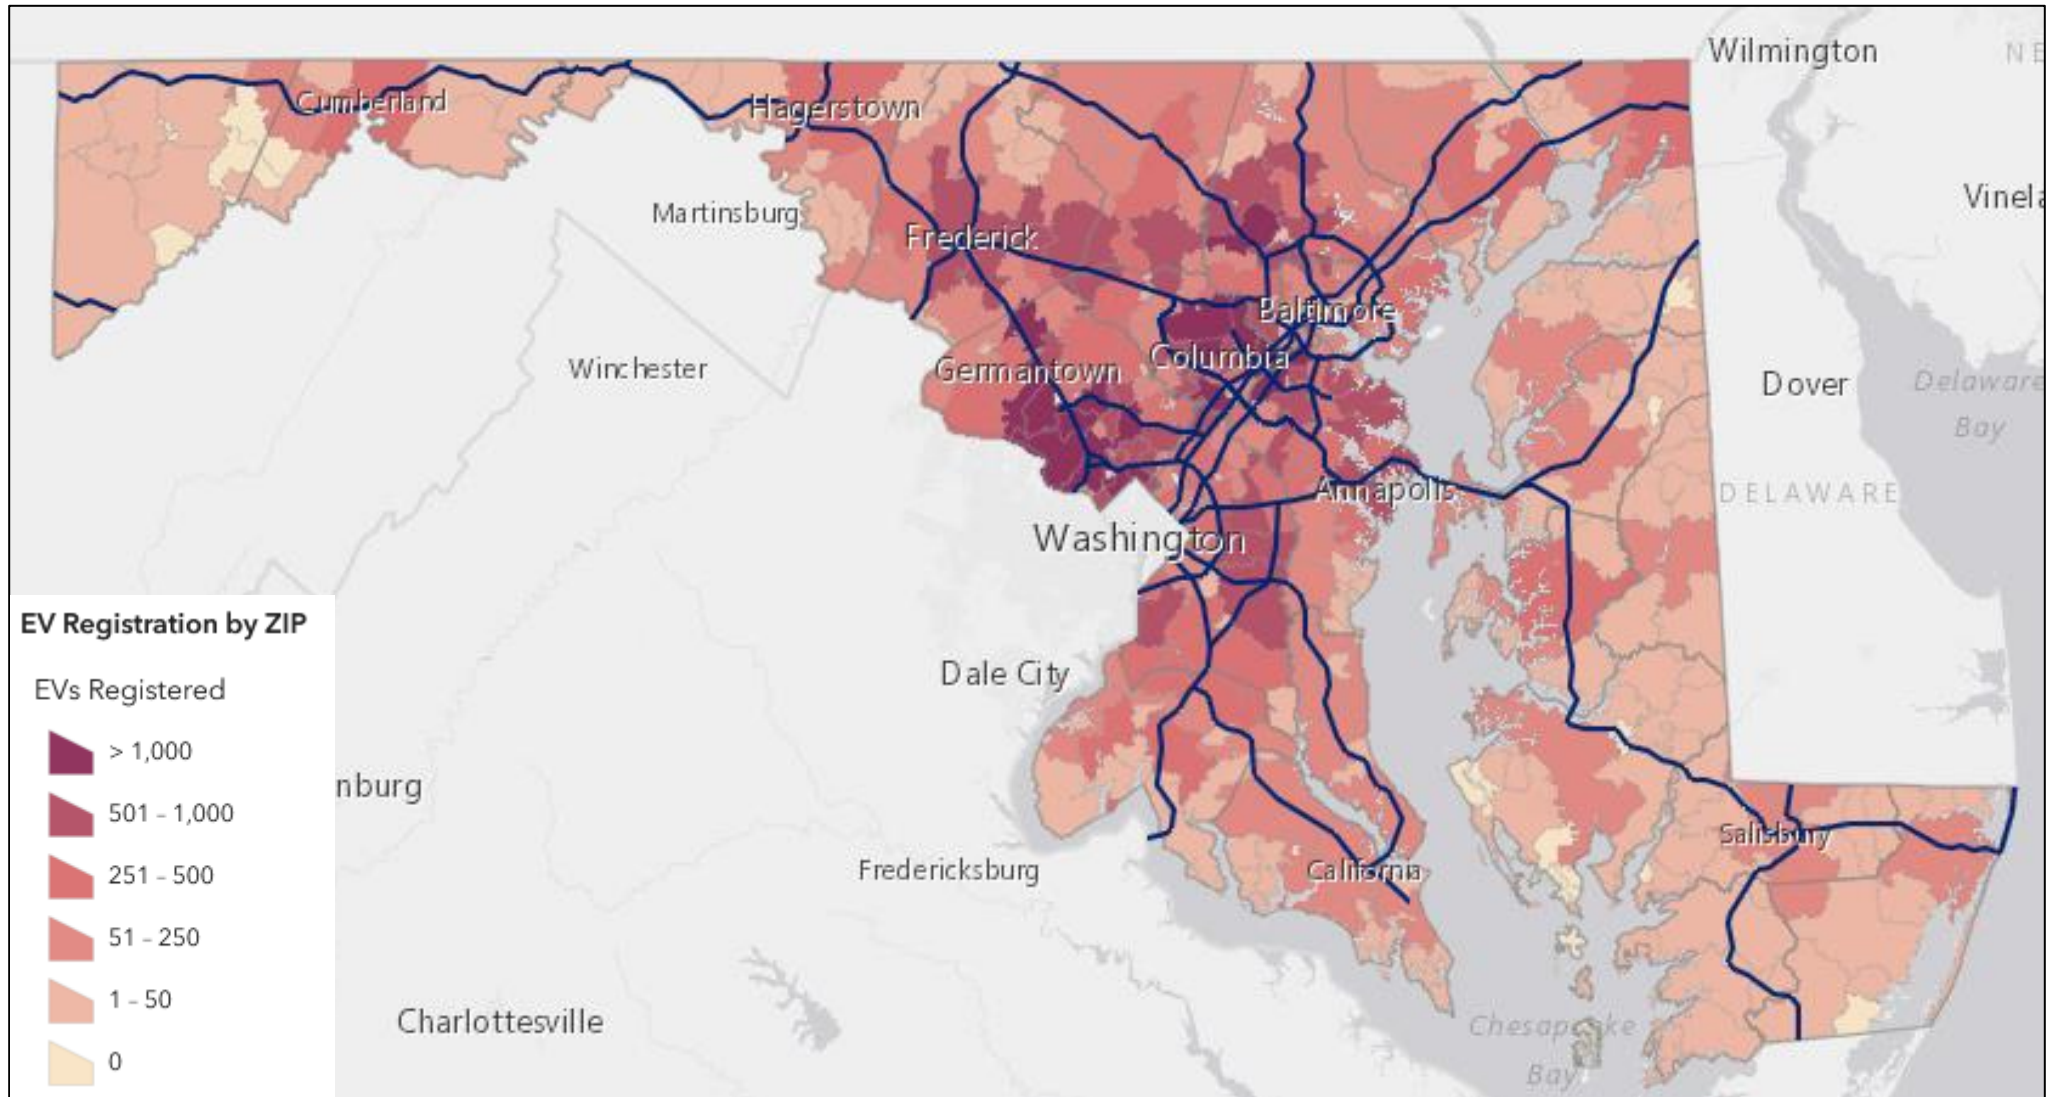 Wilmington
NE
Cumberland
Hagerstown
Martinsburg
Vinela
Frederick
Baltimore
Columbia
Winchester
Germantown
Dover
Delaware
Bay
Annapolis
DELAWARE
Washington
Dale City
nburg
Salisbury
Fredericksburg
California
Charlottesville
Chesapeake
Bay
EV Registration by ZIP
EVs Registered
> 1,000
501 - 1,000
251 - 500
51 - 250
1 - 50
0